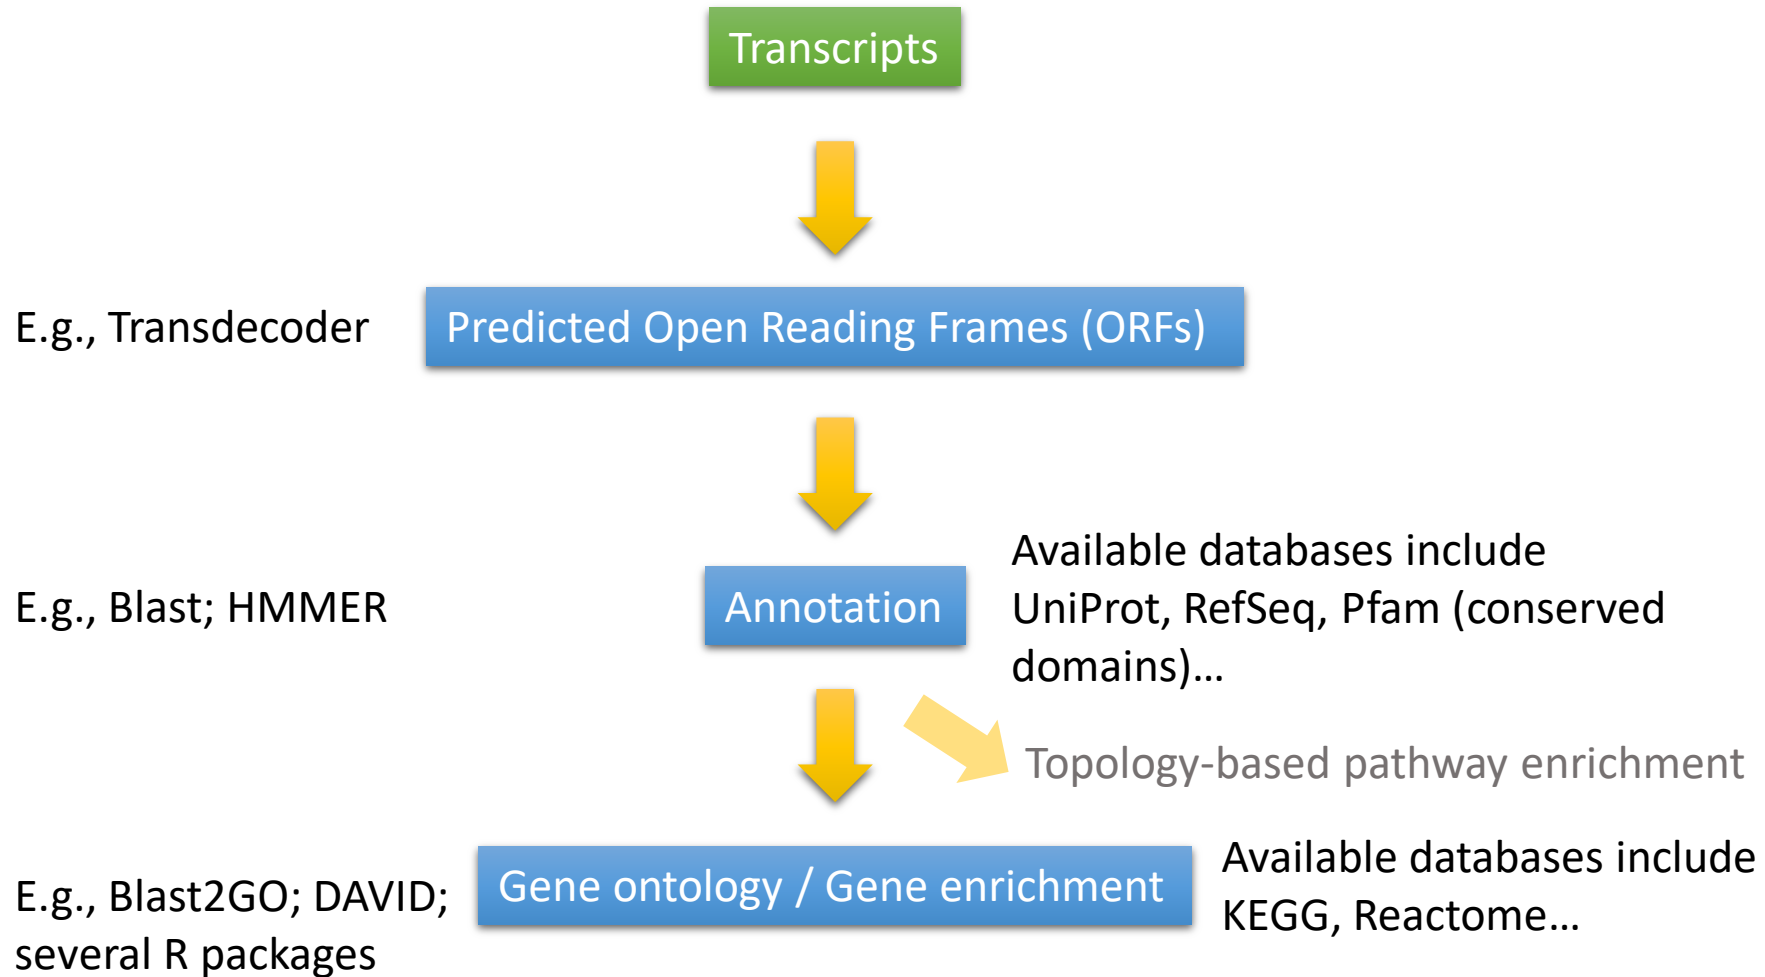 Transcripts
E.g., Transdecoder
Predicted Open Reading Frames (ORFs)
E.g., Blast; HMMER
Annotation
Available databases include
UniProt, RefSeq, Pfam (conserved
domains)...
Topology-based pathway enrichment
E.g., Blast2GO; DAVID;
several R packages
Gene ontology / Gene enrichment
Available databases include
KEGG, Reactome...